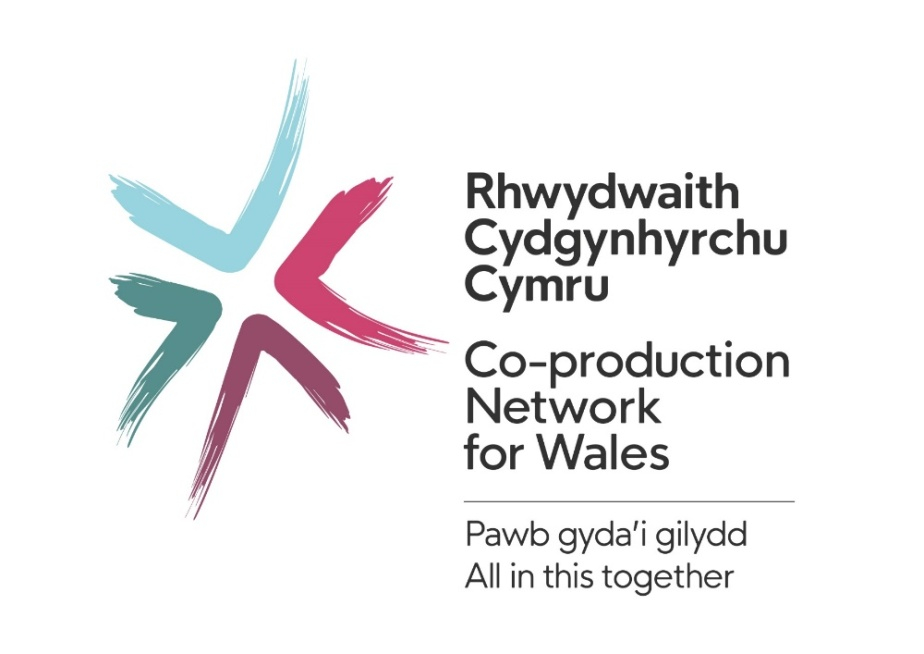 Rhwydwaith
Cydgynhyrchu
Cymru
Co-production
Network
for Wales
Pawb gyda'i gilydd
All in this together